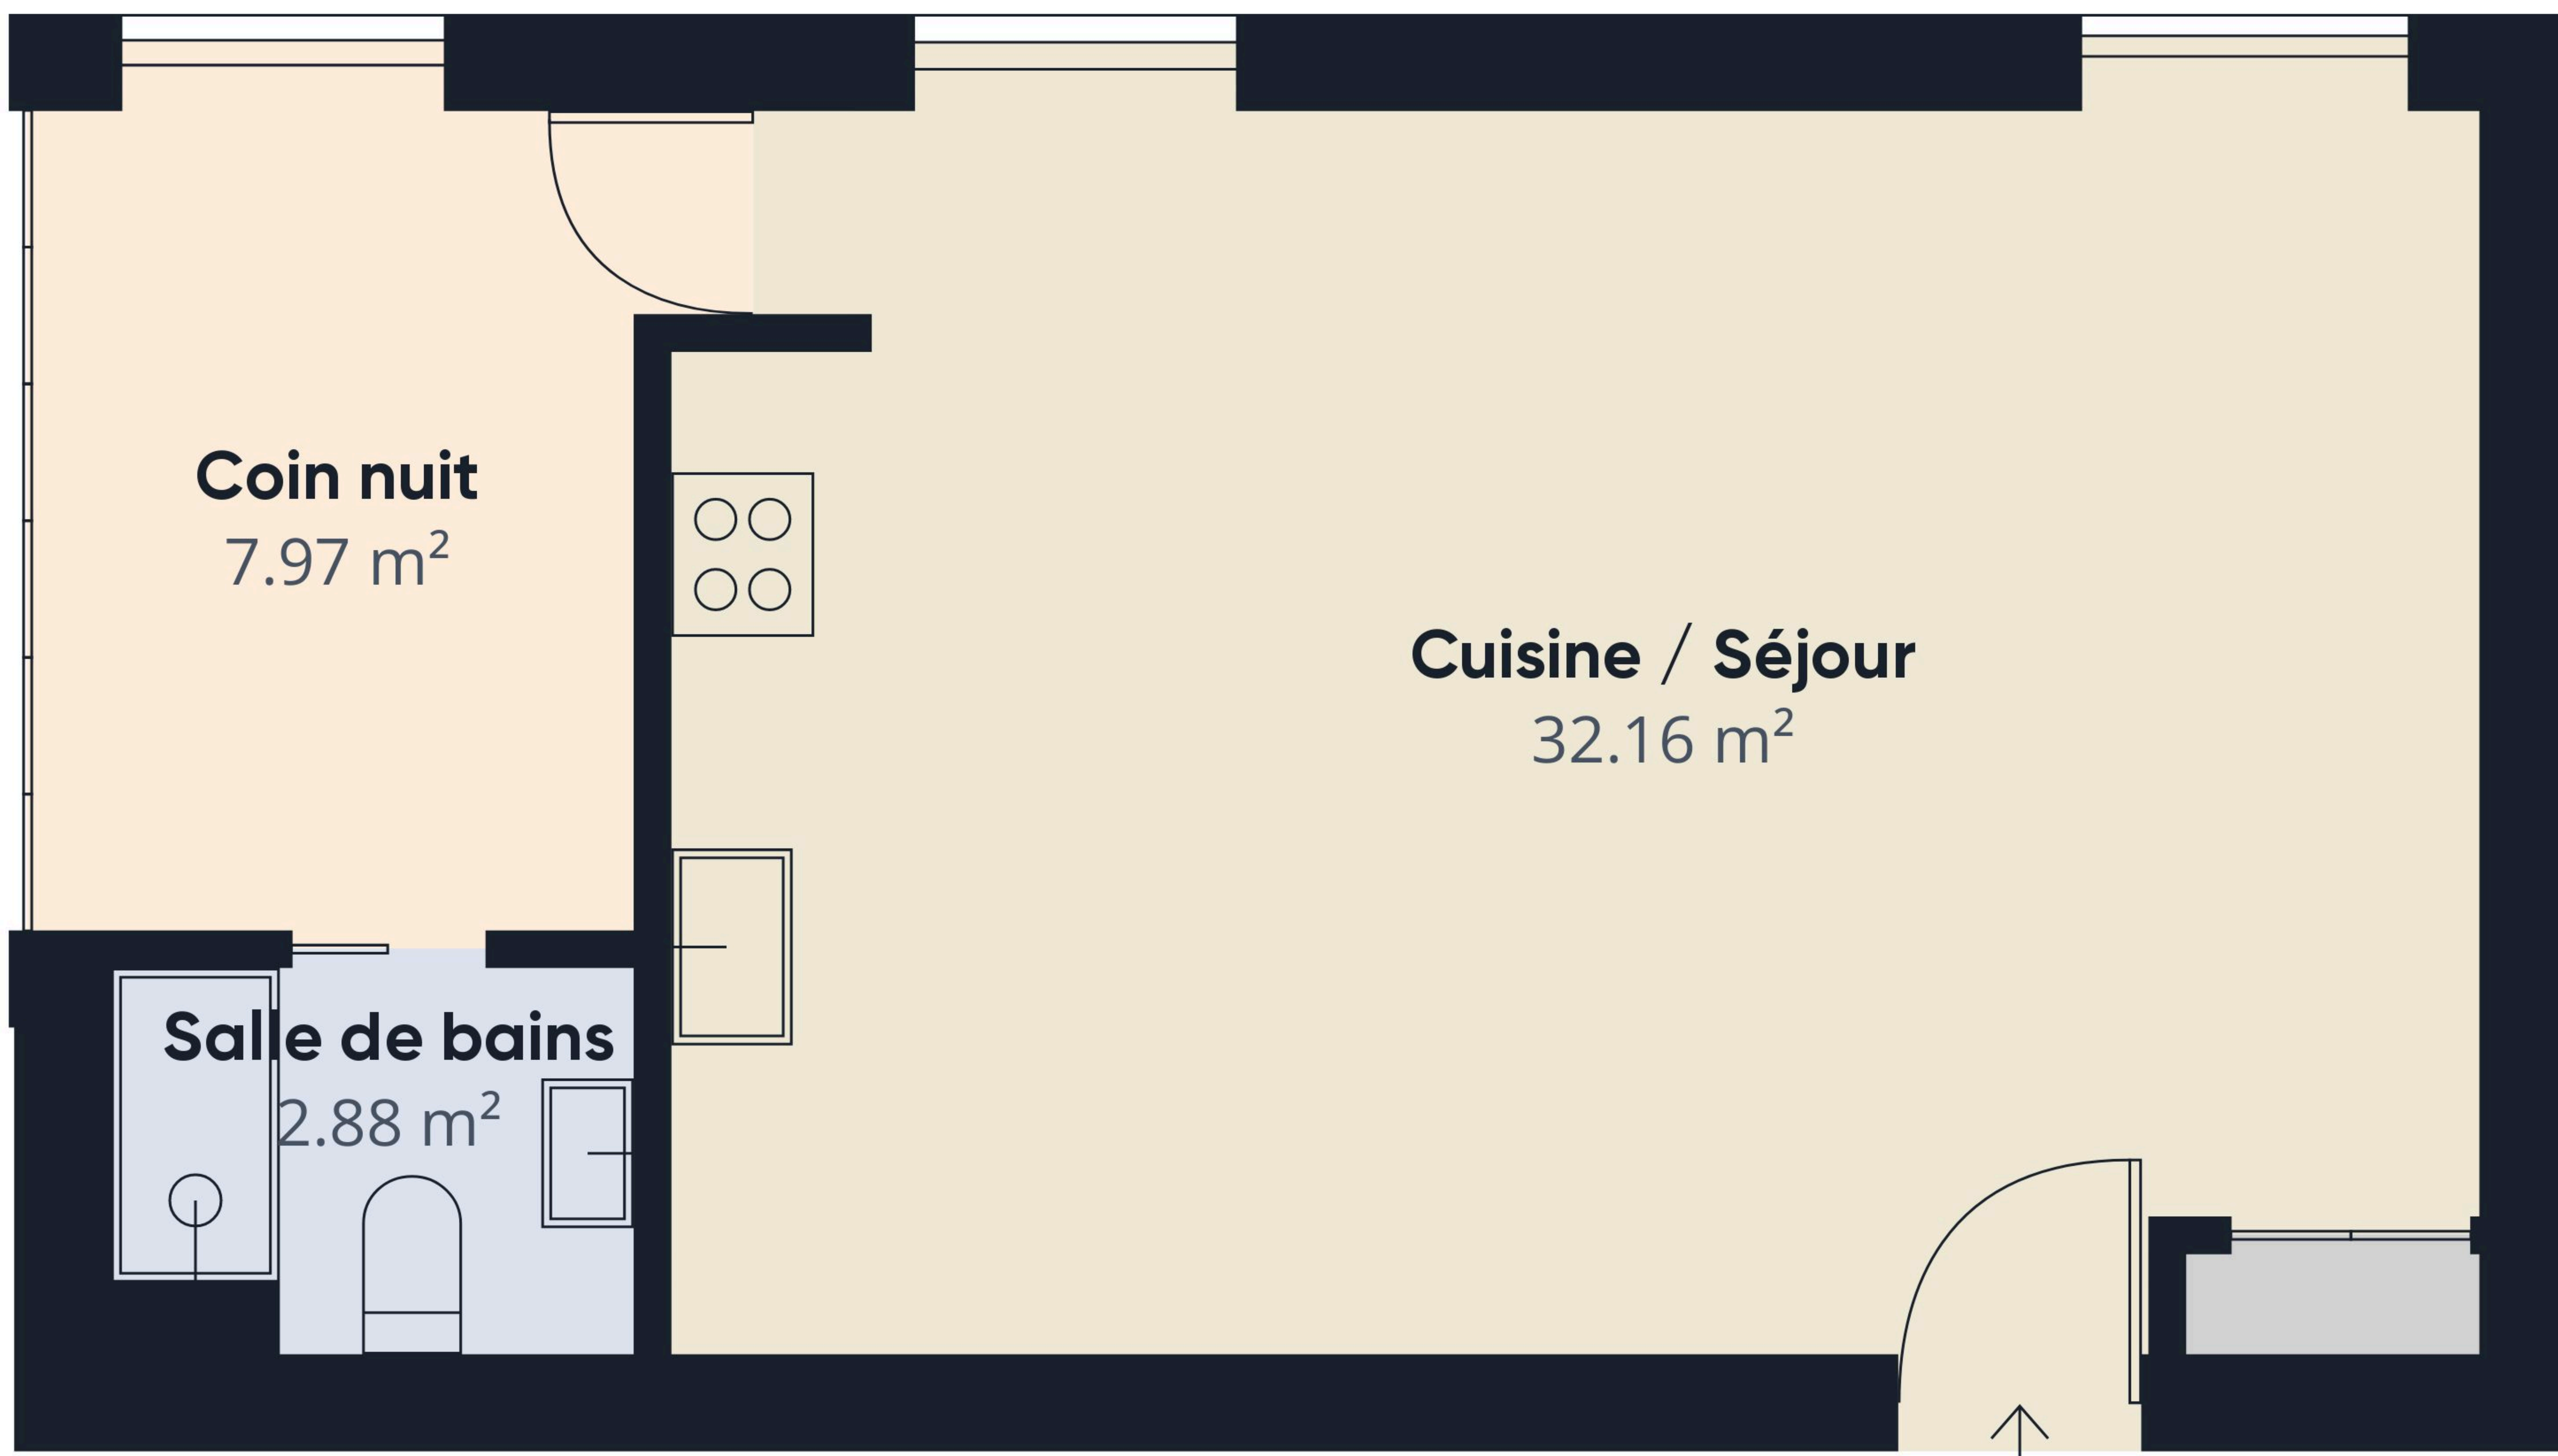 Coin nuit
7.97 m²
Cuisine / Séjour
32.16 m²
Salle de bains
2.88 m²